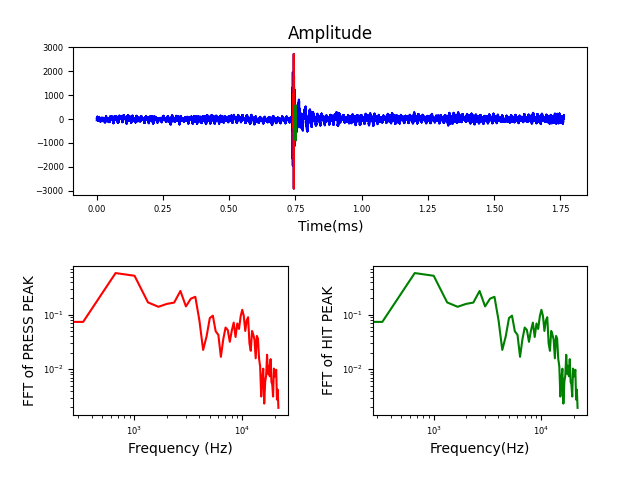 Amplitude
3000
2000
1000
0
−1000
−2000
−3000
0.00 0.25 0.50 0.75 1.00 1.25 1.50 1.75
Time(ms)
FFT of PRESS PEAK
10⁻¹
10⁻²
10³ 10⁴
Frequency (Hz)
FFT of HIT PEAK
10⁻¹
10⁻²
10³ 10⁴
Frequency(Hz)